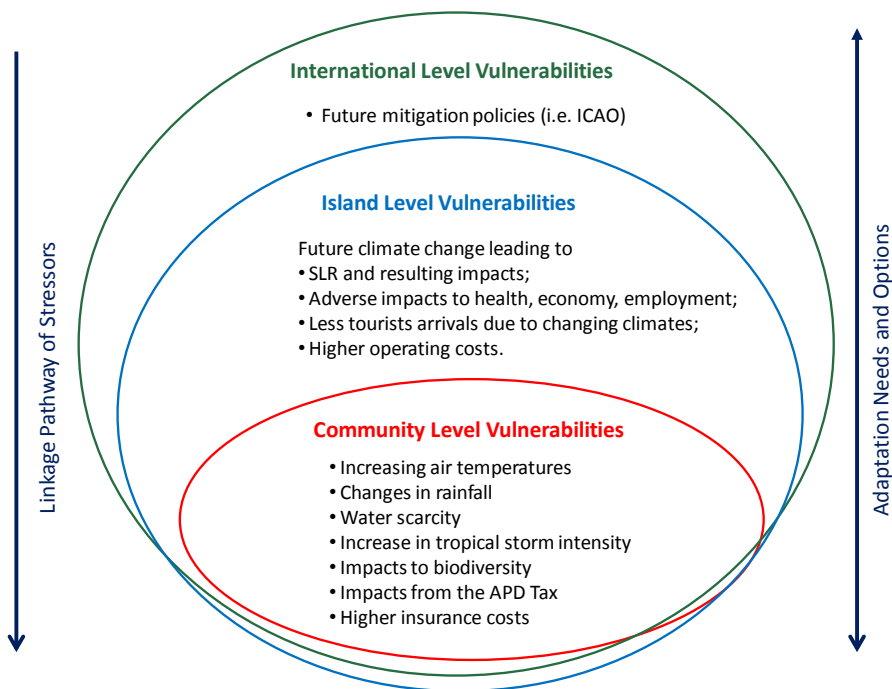 International Level Vulnerabilities
• Future mitigation policies (i.e. ICAO)
Island Level Vulnerabilities
Future climate change leading to
• SLR and resulting impacts;
• Adverse impacts to health, economy, employment;
• Less tourists arrivals due to changing climates;
• Higher operating costs.
Community Level Vulnerabilities
• Increasing air temperatures
• Changes in rainfall
• Water scarcity
• Increase in tropical storm intensity
• Impacts to biodiversity
• Impacts from the APD Tax
• Higher insurance costs
Linkage Pathway of Stressors
Adaptation Needs and Options